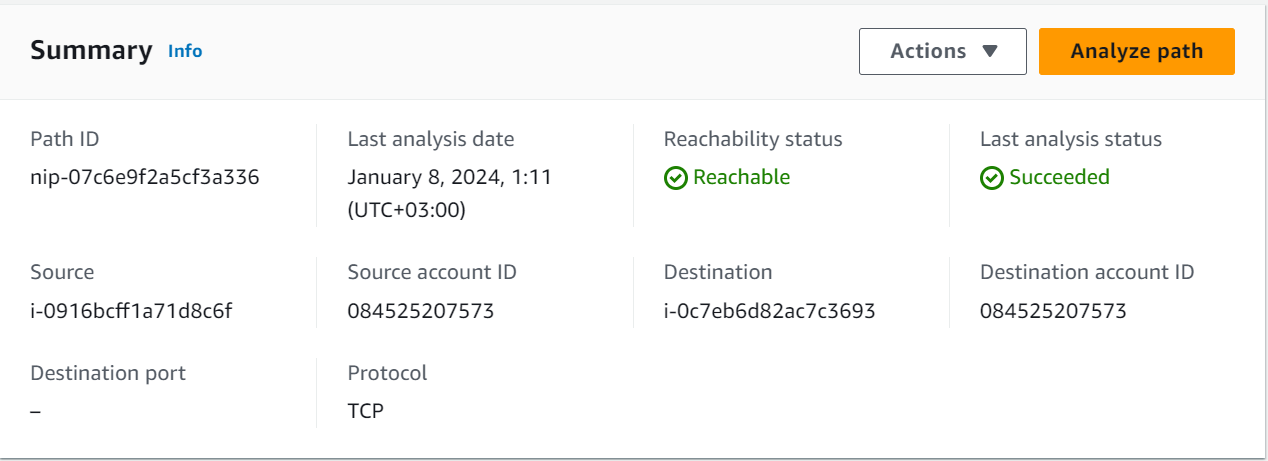 Summary Info
Actions
Analyze path
Path ID
nip-07c6e9f2a5cf3a336
Last analysis date
January 8, 2024, 1:11
(UTC+03:00)
Reachability status
Reachable
Last analysis status
Succeeded
Source
i-0916bcff1a71d8c6f
Source account ID
084525207573
Destination
i-0c7eb6d82ac7c3693
Destination account ID
084525207573
Destination port
–
Protocol
TCP